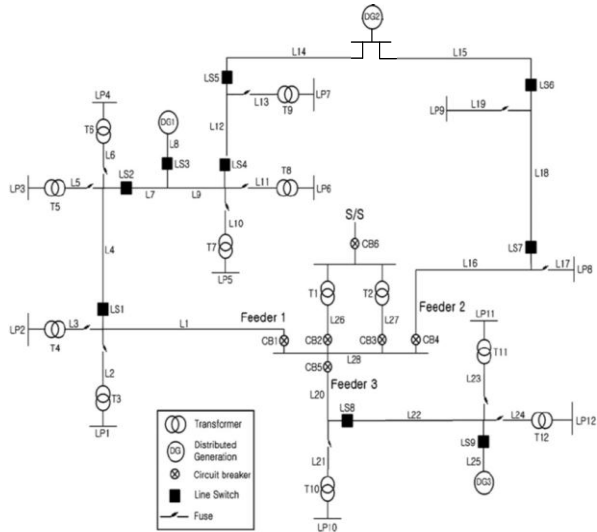 DG2
L14
L15
LS5
LS6
L13
T9
LP7
LP9
L19
LP4
T6
DG1
L8
L12
L6
LS3
LS4
T8
L18
LP3
L5
T5
LS2
L7
L9
L11
LP6
L10
T7
LP5
S/S
CB6
LS7
L17
LP8
L16
L4
T1
T2
Feeder 2
LS1
L26
L27
LP11
LP2
L3
T4
L1
Feeder 1
CB1
CB2
CB3
CB4
L28
T11
CB5
L2
T3
LP1
L20
Feeder 3
L23
LS8
L22
L24
T12
LP12
LS9
L25
DG3
L21
T10
LP10
Transformer
DG
Distributed
Generation
Circuit breaker
Line Switch
Fuse